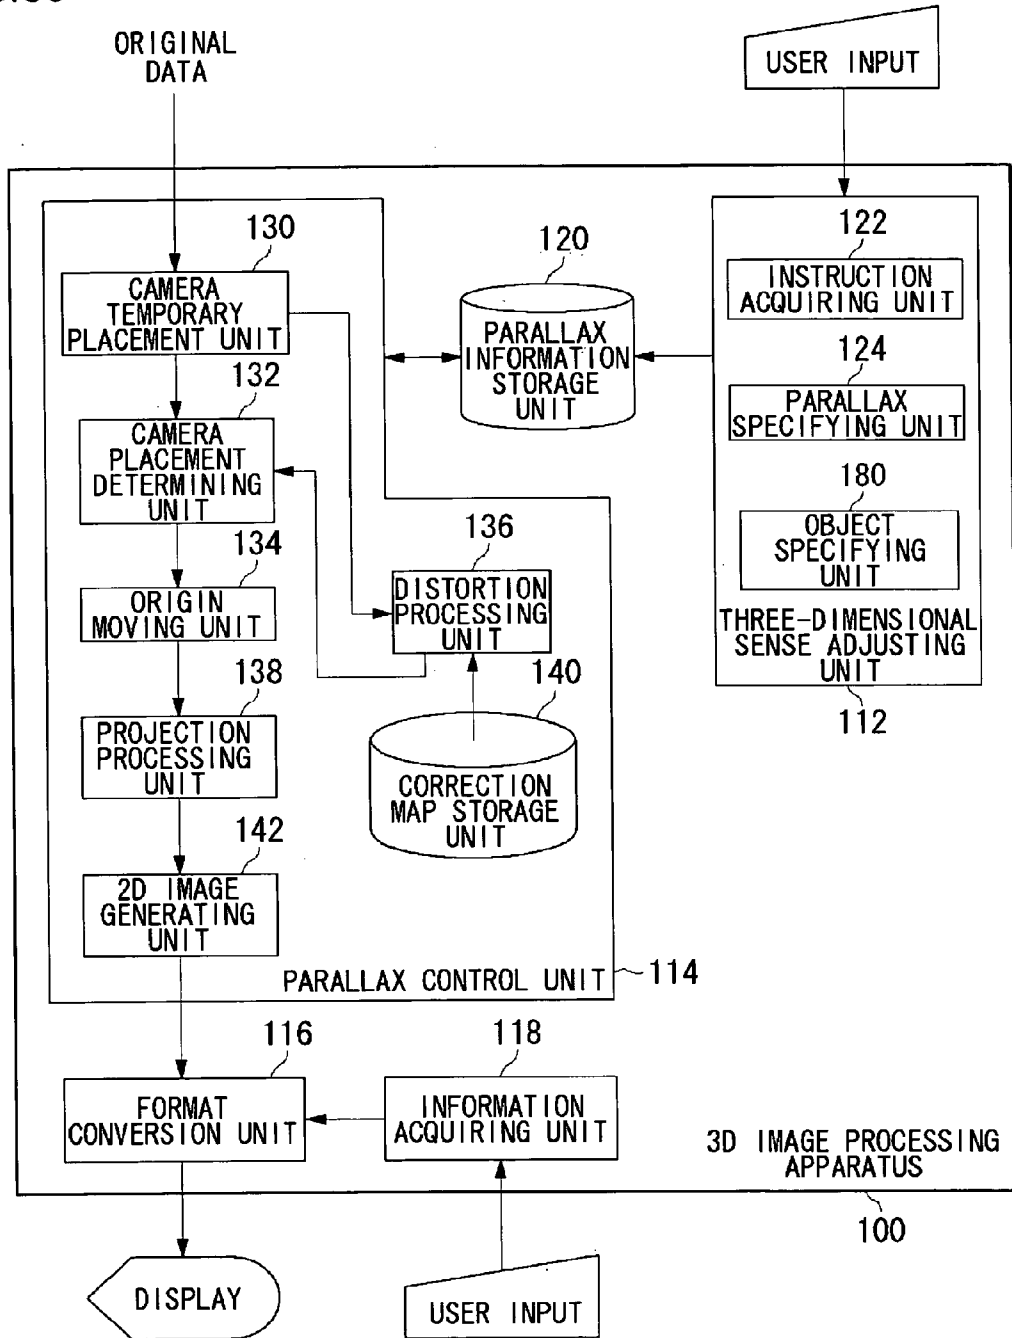 ORIGINAL
DATA
USER INPUT
130
CAMERA
TEMPORARY
PLACEMENT UNIT
132
CAMERA
PLACEMENT
DETERMINING
UNIT
134
ORIGIN
MOVING UNIT
138
PROJECTION
PROCESSING
UNIT
142
2D IMAGE
GENERATING
UNIT
136
DISTORTION
PROCESSING
UNIT
140
CORRECTION
MAP STORAGE
UNIT
PARALLAX CONTROL UNIT
114
120
PARALLAX
INFORMATION
STORAGE
UNIT
122
INSTRUCTION
ACQUIRING UNIT
124
PARALLAX
SPECIFYING UNIT
180
OBJECT
SPECIFYING
UNIT
THREE-DIMENSIONAL
SENSE ADJUSTING
UNIT
112
116
FORMAT
CONVERSION UNIT
118
INFORMATION
ACQUIRING UNIT
3D IMAGE PROCESSING
APPARATUS
100
DISPLAY
USER INPUT